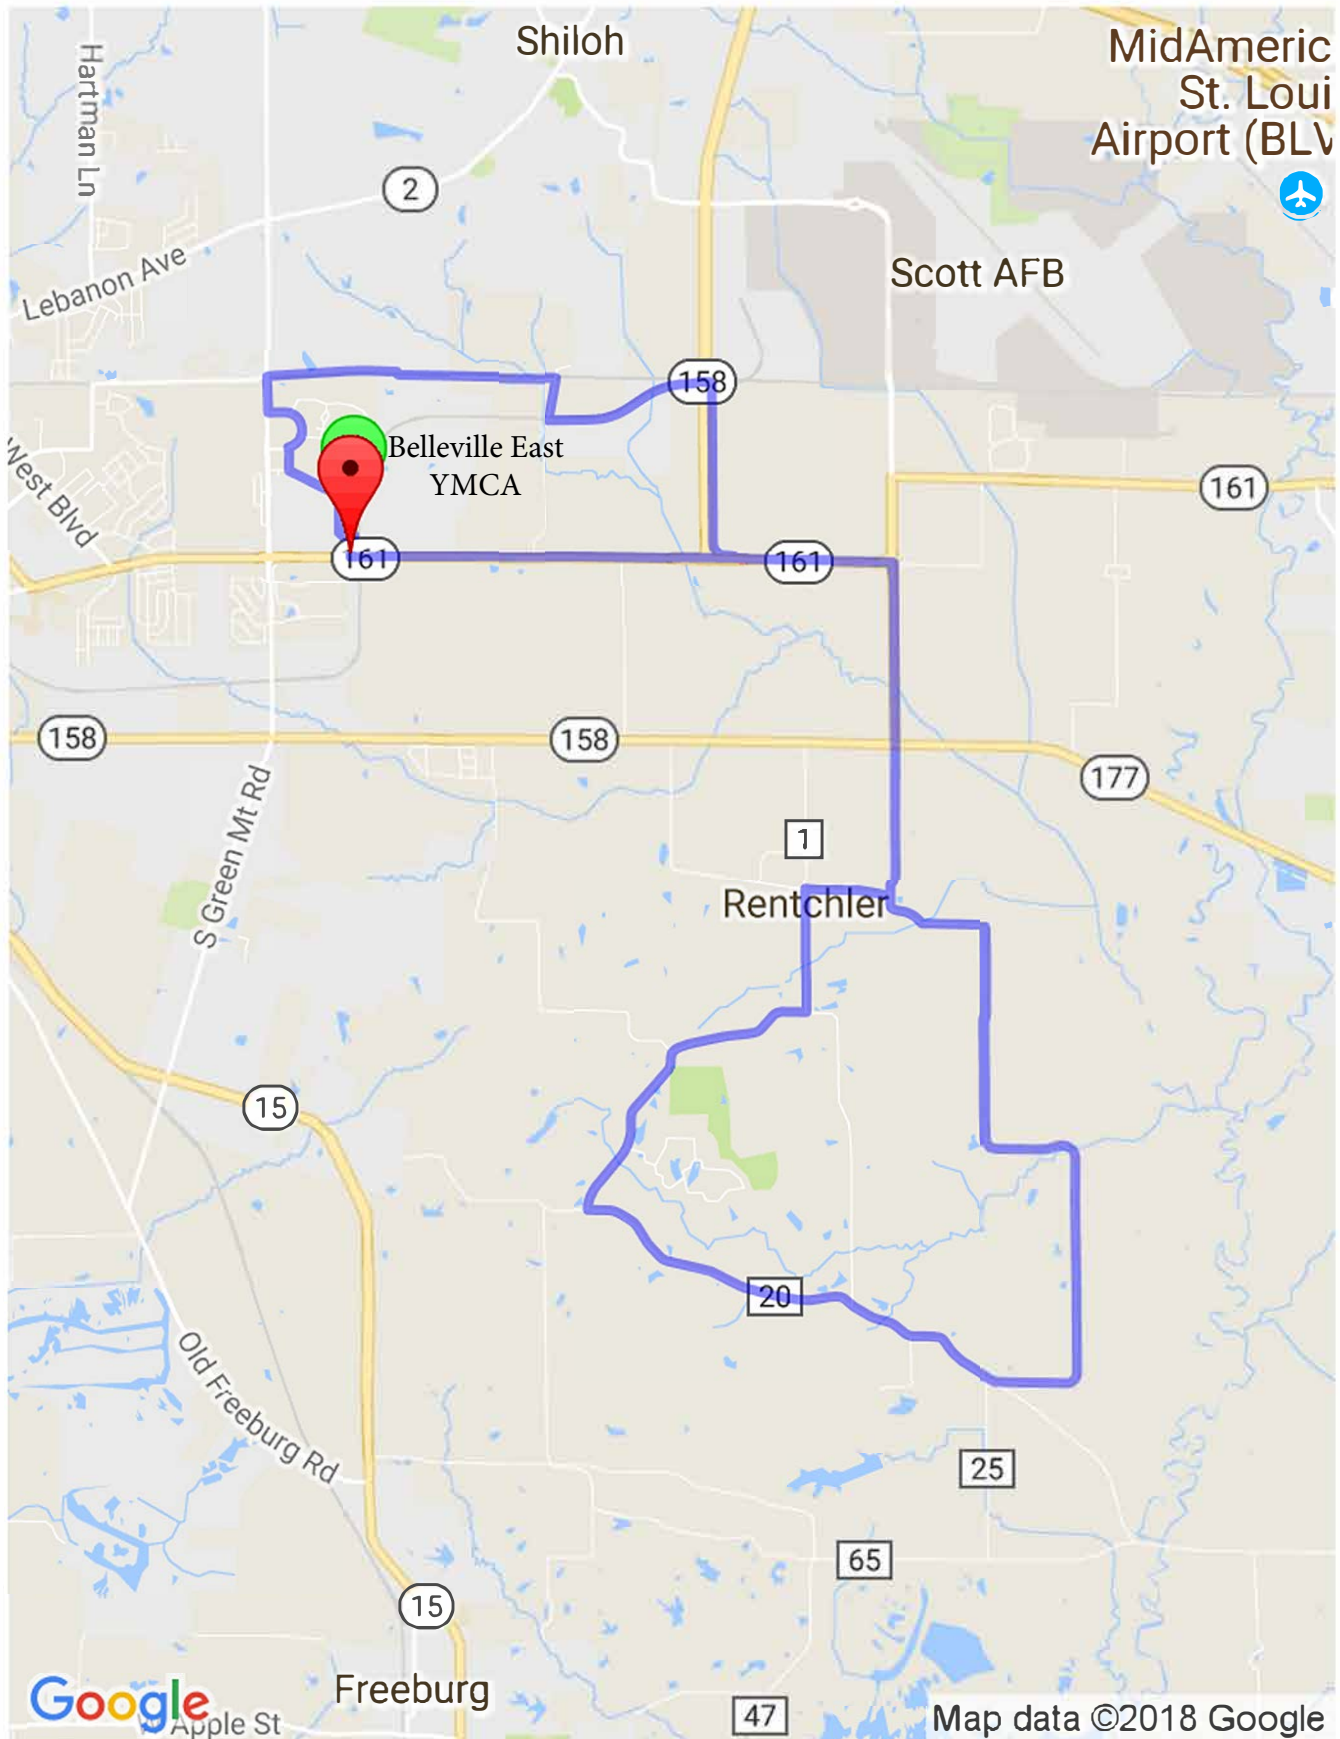 Shiloh
MidAmeric
St. Loui
Airport (BLV
Hartman Ln
2
Scott AFB
Lebanon Ave
158
Belleville East
YMCA
West Blvd
161
161
161
158
158
177
1
S Green Mt Rd
Rentchler
15
20
Old Freeburg Rd
25
65
15
Freeburg
Google
W Apple St
47
Map data ©2018 Google